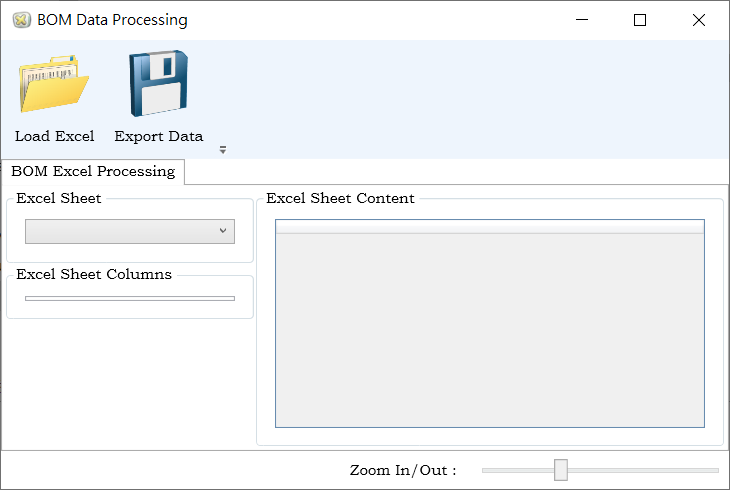 BOM Data Processing
Load Excel
Export Data
BOM Excel Processing
Excel Sheet
Excel Sheet Content
Excel Sheet Columns
Zoom In/Out :